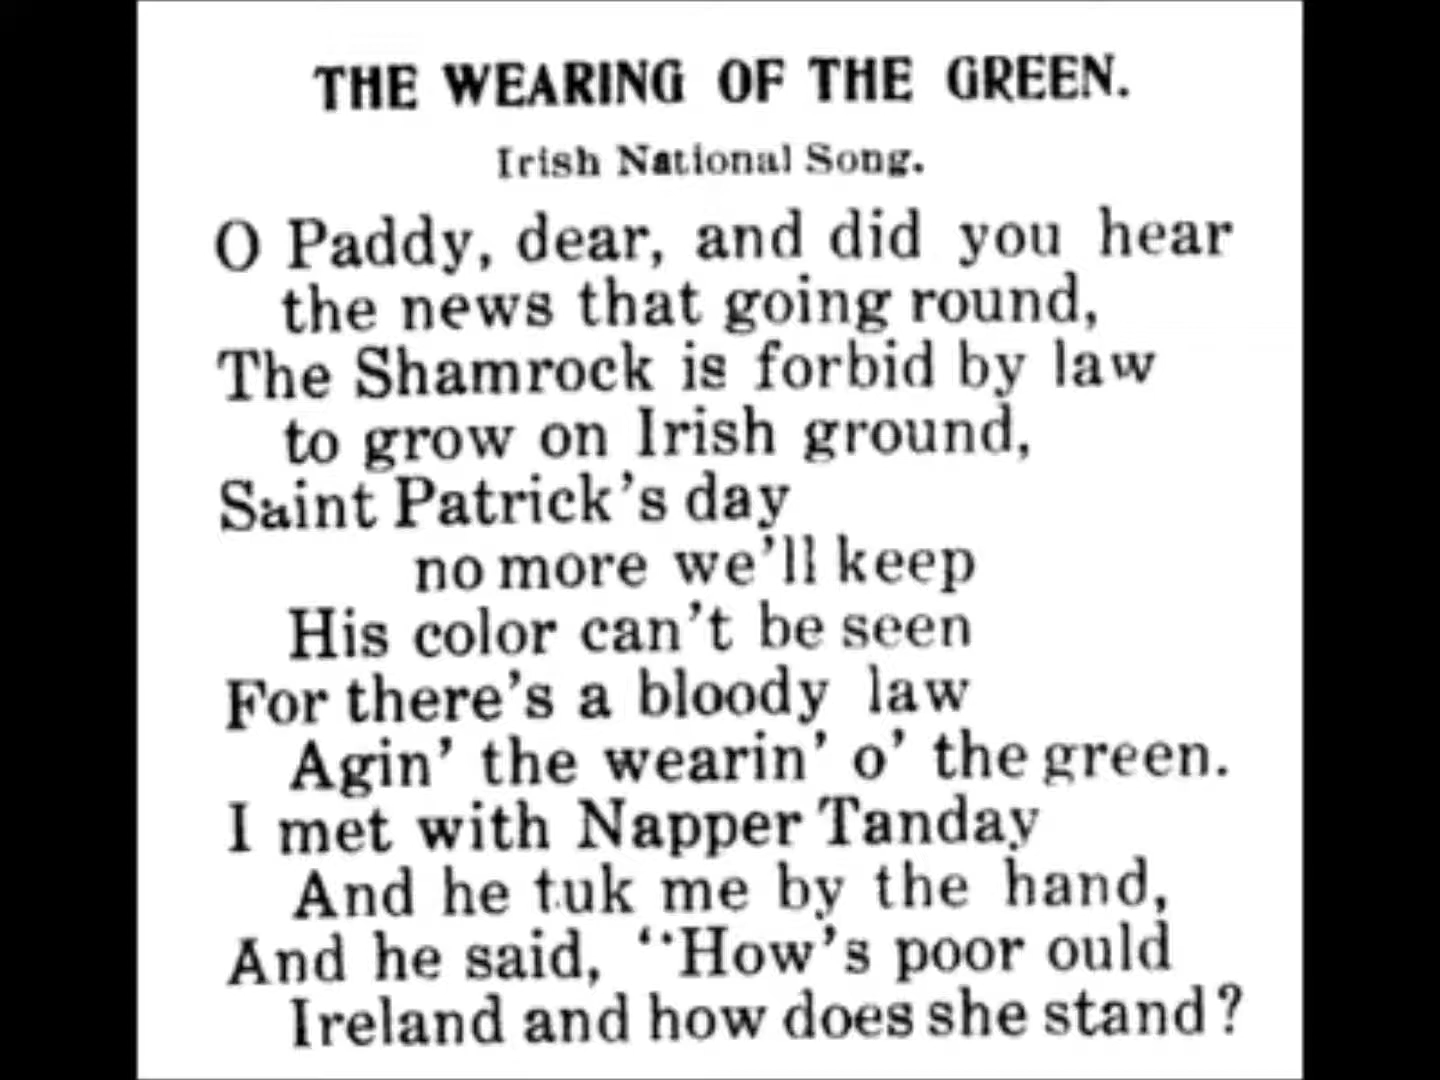 THE WEARING OF THE GREEN.
Irish National Song.
O Paddy, dear, and did you hear
the news that going round,
The Shamrock is forbid by law
to grow on Irish ground,
Saint Patrick's day
no more we'll keep
His color can't be seen
For there's a bloody law
Agin' the wearin' o' the green.
I met with Napper Tanday
And he tuk me by the hand,
And he said, "How's poor ould
Ireland and how does she stand?